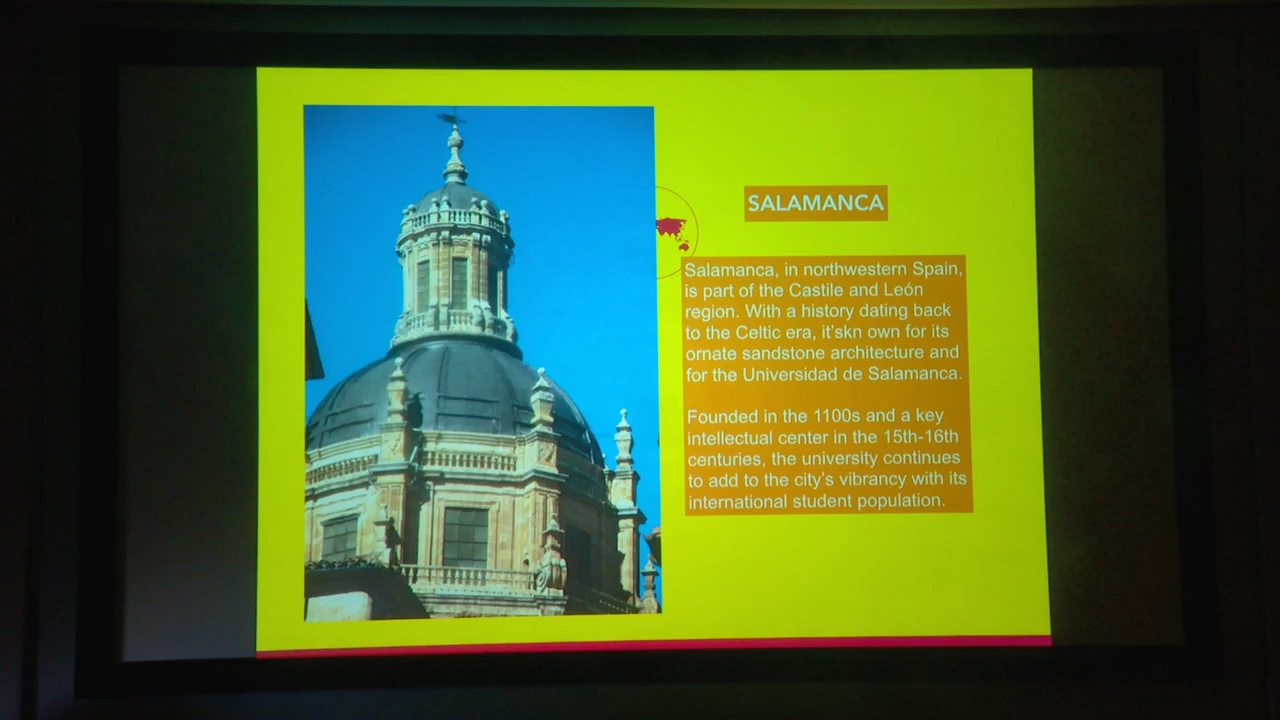 SALAMANCA
Salamanca, in northwestern Spain,
is part of the Castile and León
region. With a history dating back
to the Celtic era, it'skn own for its
ornate sandstone architecture and
for the Universidad de Salamanca.
Founded in the 1100s and a key
intellectual center in the 15th-16th
centuries, the university continues
to add to the city's vibrancy with its
international student population.